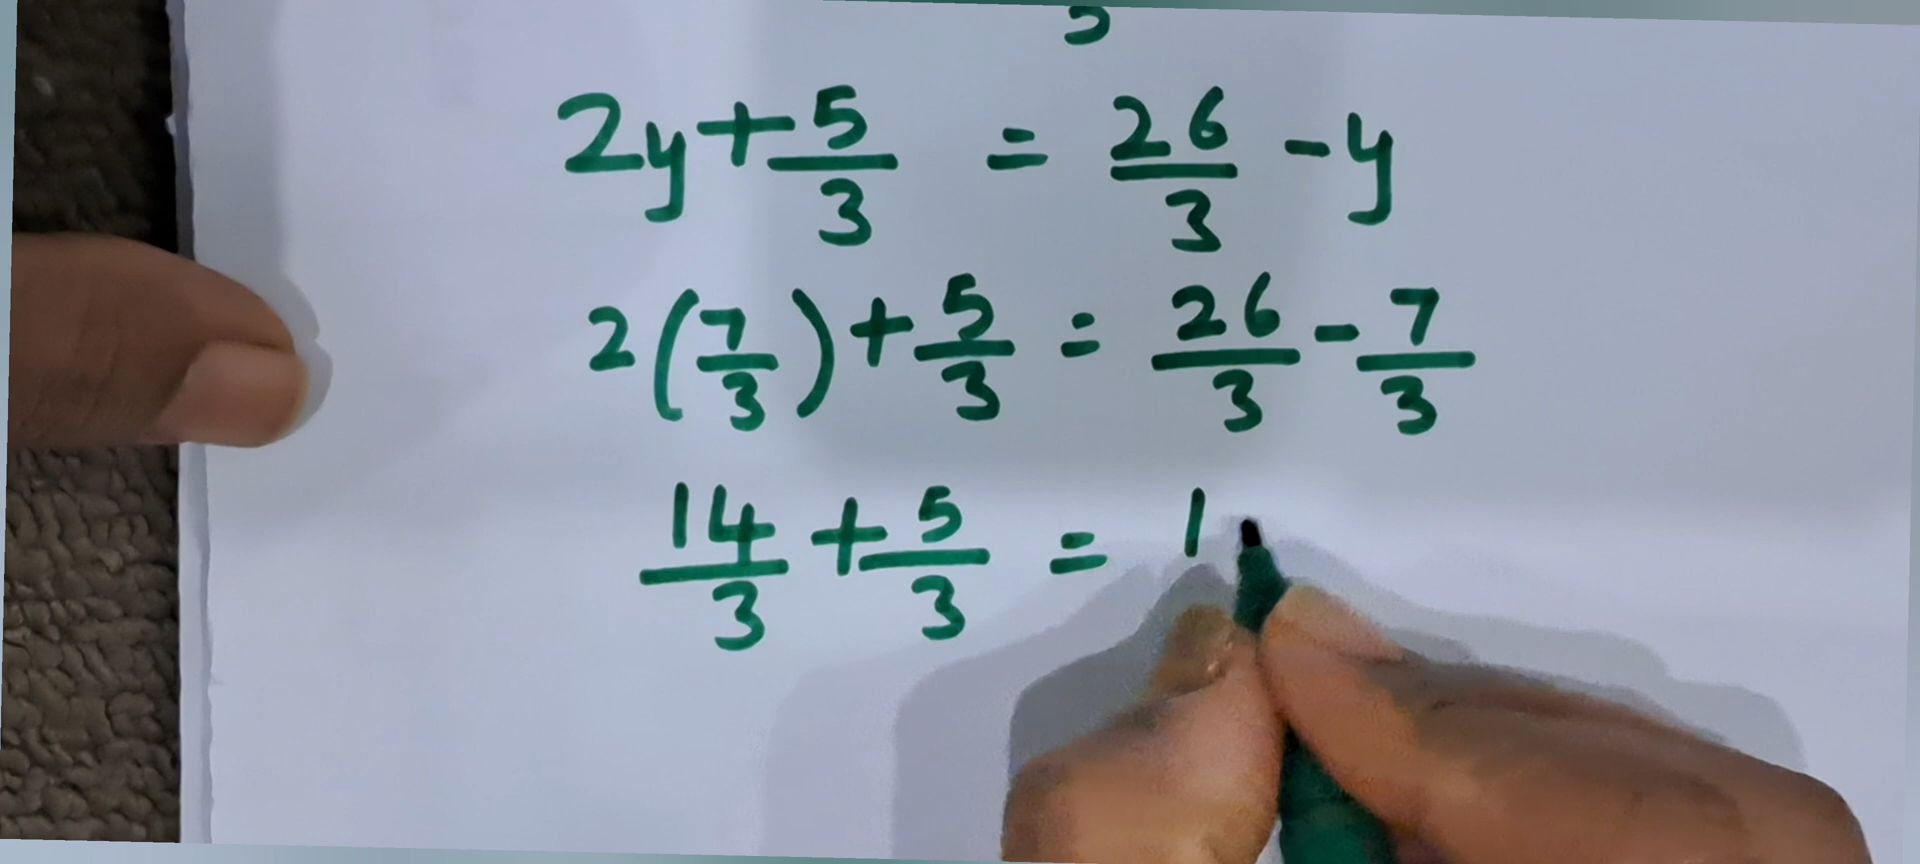 2y + 5/3 = 26/3 - y
2(7/3) + 5/3 = 26/3 - 7/3
14/3 + 5/3 = 1